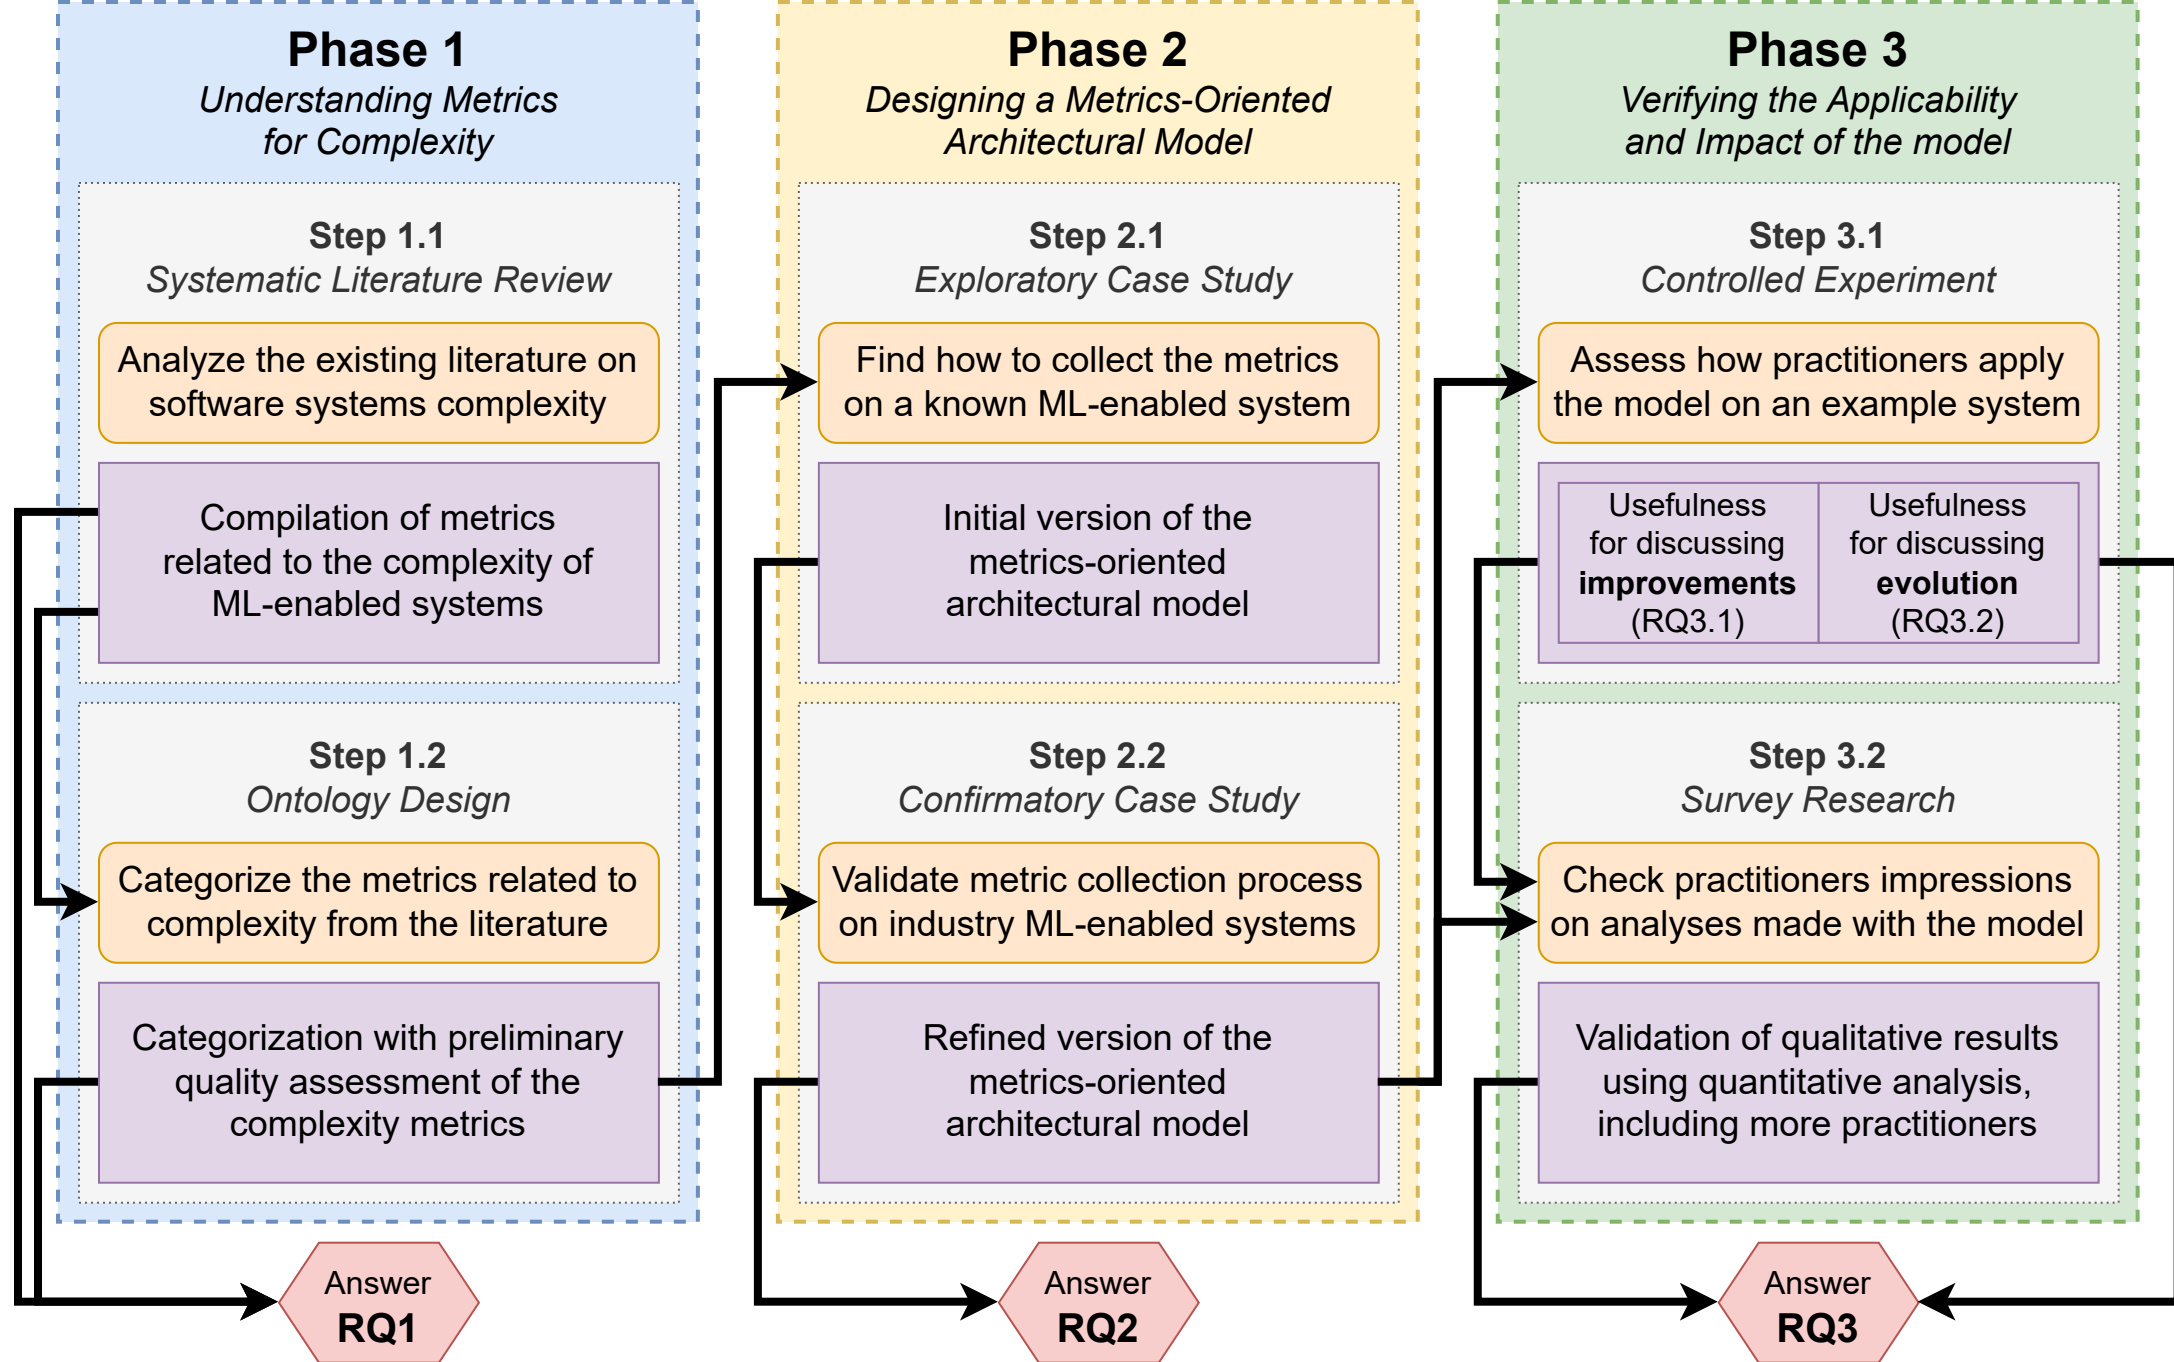 Phase 1
Understanding Metrics
for Complexity
Step 1.1
Systematic Literature Review
Analyze the existing literature on
software systems complexity
Compilation of metrics
related to the complexity of
ML-enabled systems
Step 1.2
Ontology Design
Categorize the metrics related to
complexity from the literature
Categorization with preliminary
quality assessment of the
complexity metrics
Answer
RQ1
Phase 2
Designing a Metrics-Oriented
Architectural Model
Step 2.1
Exploratory Case Study
Find how to collect the metrics
on a known ML-enabled system
Initial version of the
metrics-oriented
architectural model
Step 2.2
Confirmatory Case Study
Validate metric collection process
on industry ML-enabled systems
Refined version of the
metrics-oriented
architectural model
Answer
RQ2
Phase 3
Verifying the Applicability
and Impact of the model
Step 3.1
Controlled Experiment
Assess how practitioners apply
the model on an example system
Usefulness
for discussing
improvements
(RQ3.1)
Usefulness
for discussing
evolution
(RQ3.2)
Step 3.2
Survey Research
Check practitioners impressions
on analyses made with the model
Validation of qualitative results
using quantitative analysis,
including more practitioners
Answer
RQ3